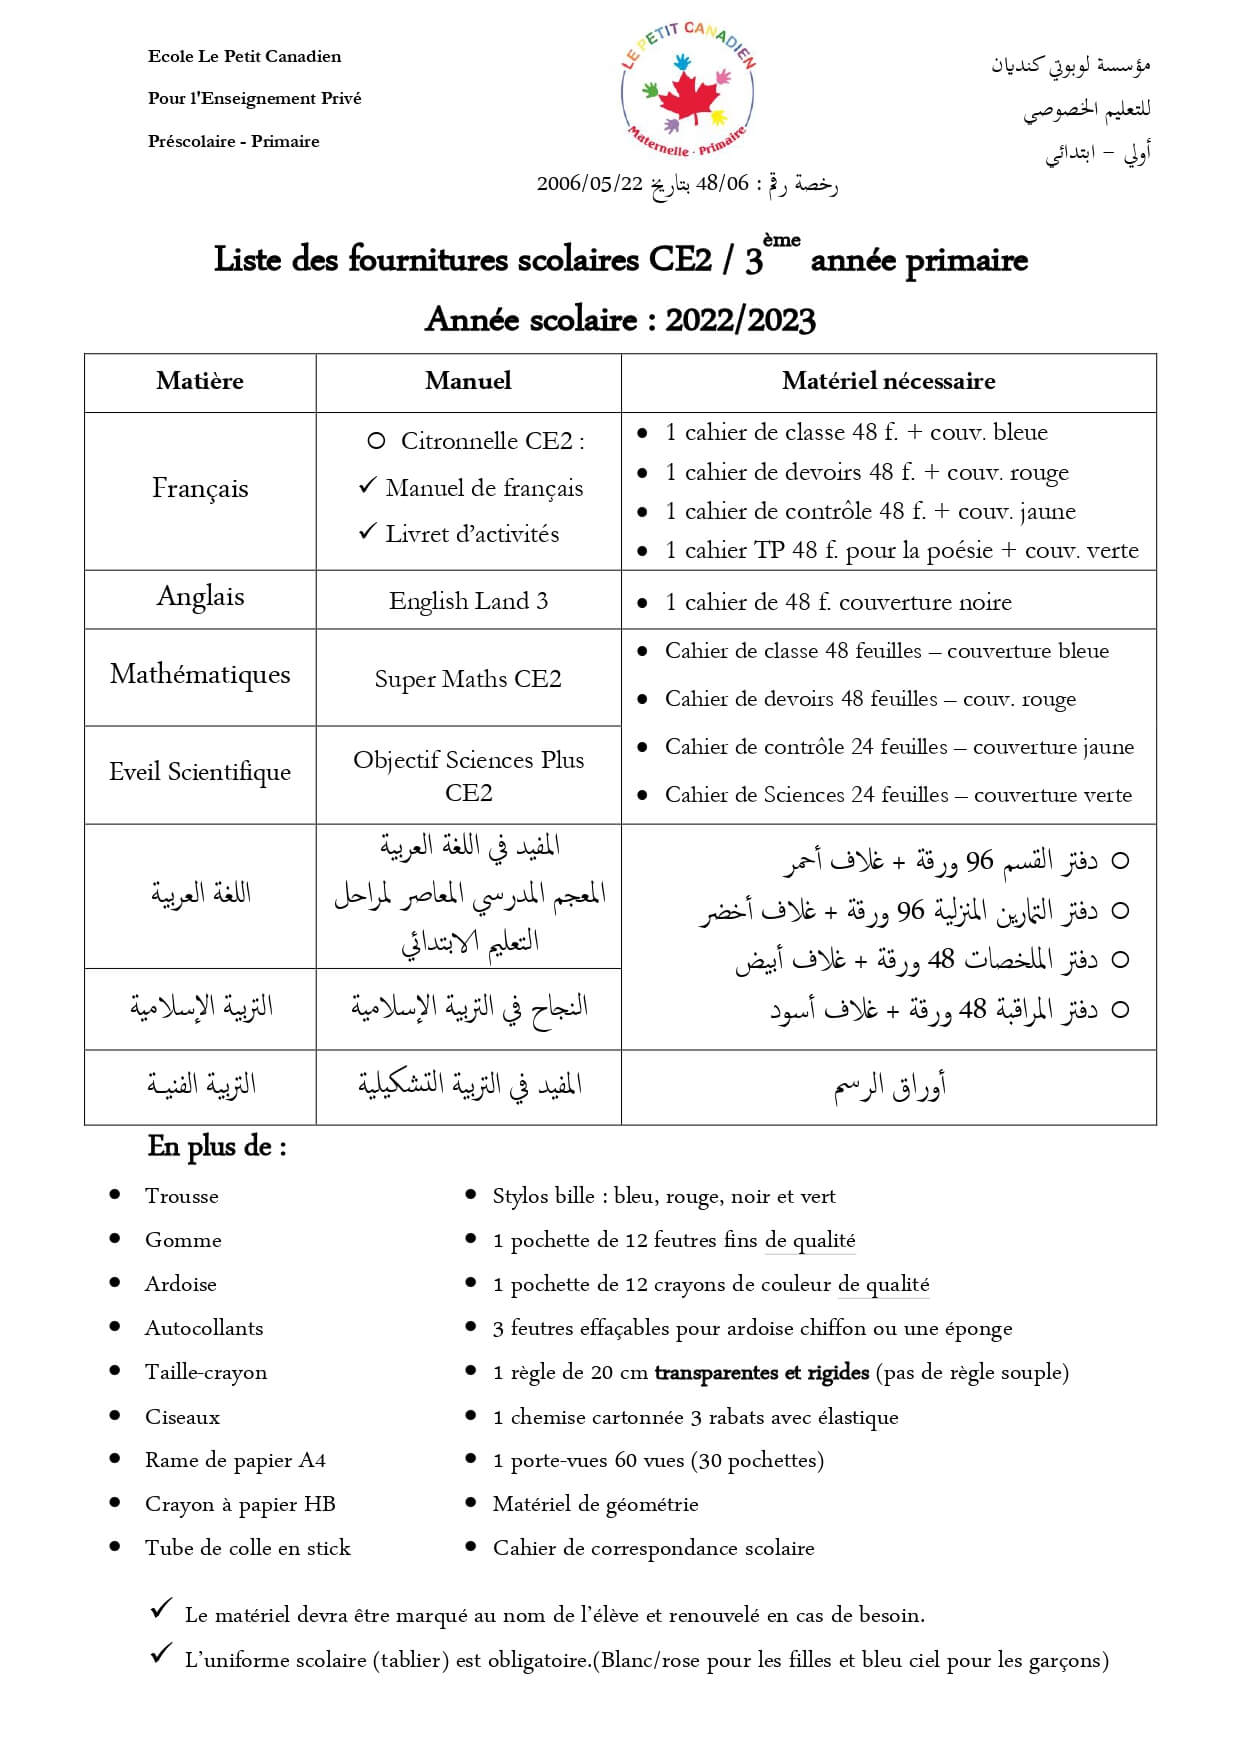 Ecole Le Petit Canadien
Pour l'Enseignement Privé
Préscolaire - Primaire
LE PETIT CANADIEN
Maternelle - Primaire
مؤسسة لوبوتي كنديان
للتعليم الخصوصي
أولي – ابتدائي
رخصة رقم : 48/06 بتاريخ 2006/05/22
Liste des fournitures scolaires CE2 / 3ème année primaire
Année scolaire : 2022/2023
Matière
Manuel
Matériel nécessaire
Français
Citronnelle CE2 :
Manuel de français
Livret d’activités
1 cahier de classe 48 f. + couv. bleue
1 cahier de devoirs 48 f. + couv. rouge
1 cahier de contrôle 48 f. + couv. jaune
1 cahier TP 48 f. pour la poésie + couv. verte
Anglais
English Land 3
1 cahier de 48 f. couverture noire
Mathématiques
Super Maths CE2
Cahier de classe 48 feuilles – couverture bleue
Cahier de devoirs 48 feuilles – couv. rouge
Cahier de contrôle 24 feuilles – couverture jaune
Cahier de Sciences 24 feuilles – couverture verte
Eveil Scientifique
Objectif Sciences Plus
CE2
اللغة العربية
المفيد في اللغة العربية
المعجم المدرسي المعاصر لمراحل
التعليم الابتدائي
دفتر القسم 96 ورقة + غلاف أحمر
دفتر التمارين المنزلية 96 ورقة + غلاف أخضر
دفتر الملخصات 48 ورقة + غلاف أبيض
دفتر المراقبة 48 ورقة + غلاف أسود
التربية الإسلامية
النجاح في التربية الإسلامية
التربية الفنيـة
المفيد في التربية التشكيلية
أوراق الرسم
En plus de :
Trousse
Gomme
Ardoise
Autocollants
Taille-crayon
Ciseaux
Rame de papier A4
Crayon à papier HB
Tube de colle en stick
Stylos bille : bleu, rouge, noir et vert
1 pochette de 12 feutres fins de qualité
1 pochette de 12 crayons de couleur de qualité
3 feutres effaçables pour ardoise chiffon ou une éponge
1 règle de 20 cm transparentes et rigides (pas de règle souple)
1 chemise cartonnée 3 rabats avec élastique
1 porte-vues 60 vues (30 pochettes)
Matériel de géométrie
Cahier de correspondance scolaire
Le matériel devra être marqué au nom de l’élève et renouvelé en cas de besoin.
L’uniforme scolaire (tablier) est obligatoire.(Blanc/rose pour les filles et bleu ciel pour les garçons)